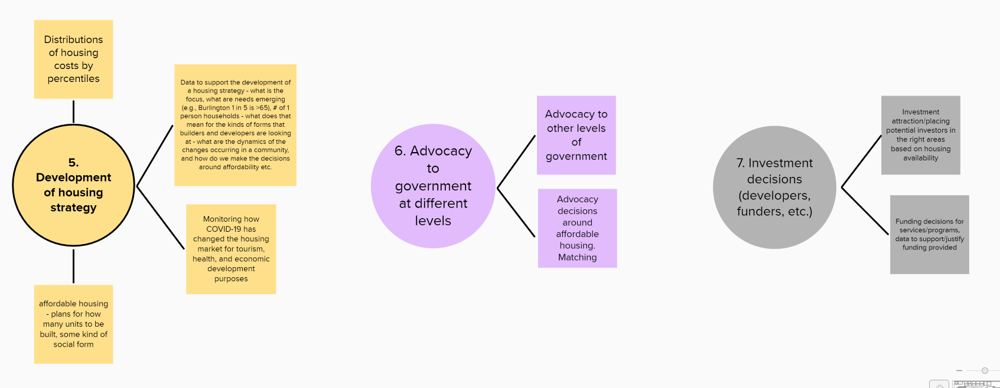 Distributions
of housing
costs by
percentiles
5.
Development
of housing
strategy
affordable housing
- plans for how
many units to be
built, some kind of
social form
Data to support the development of
a housing strategy - what is the
focus, what are needs emerging
(e.g., Burlington 1 in 5 is >65), # of 1
person households - what does that
mean for the kinds of forms that
builders and developers are looking
at - what are the dynamics of the
changes occurring in a community,
and how do we make the decisions
around affordability etc.
Monitoring how
COVID-19 has
changed the housing
market for tourism,
health, and economic
development
purposes
6. Advocacy
to
government
at different
levels
Advocacy to
other levels
of
government
Advocacy
decisions
around
affordable
housing.
Matching
7. Investment
decisions
(developers,
funders, etc.)
Investment
attraction/placing
potential investors in
the right areas
based on housing
availability
Funding decisions for
services/programs,
data to support/justify
funding provided